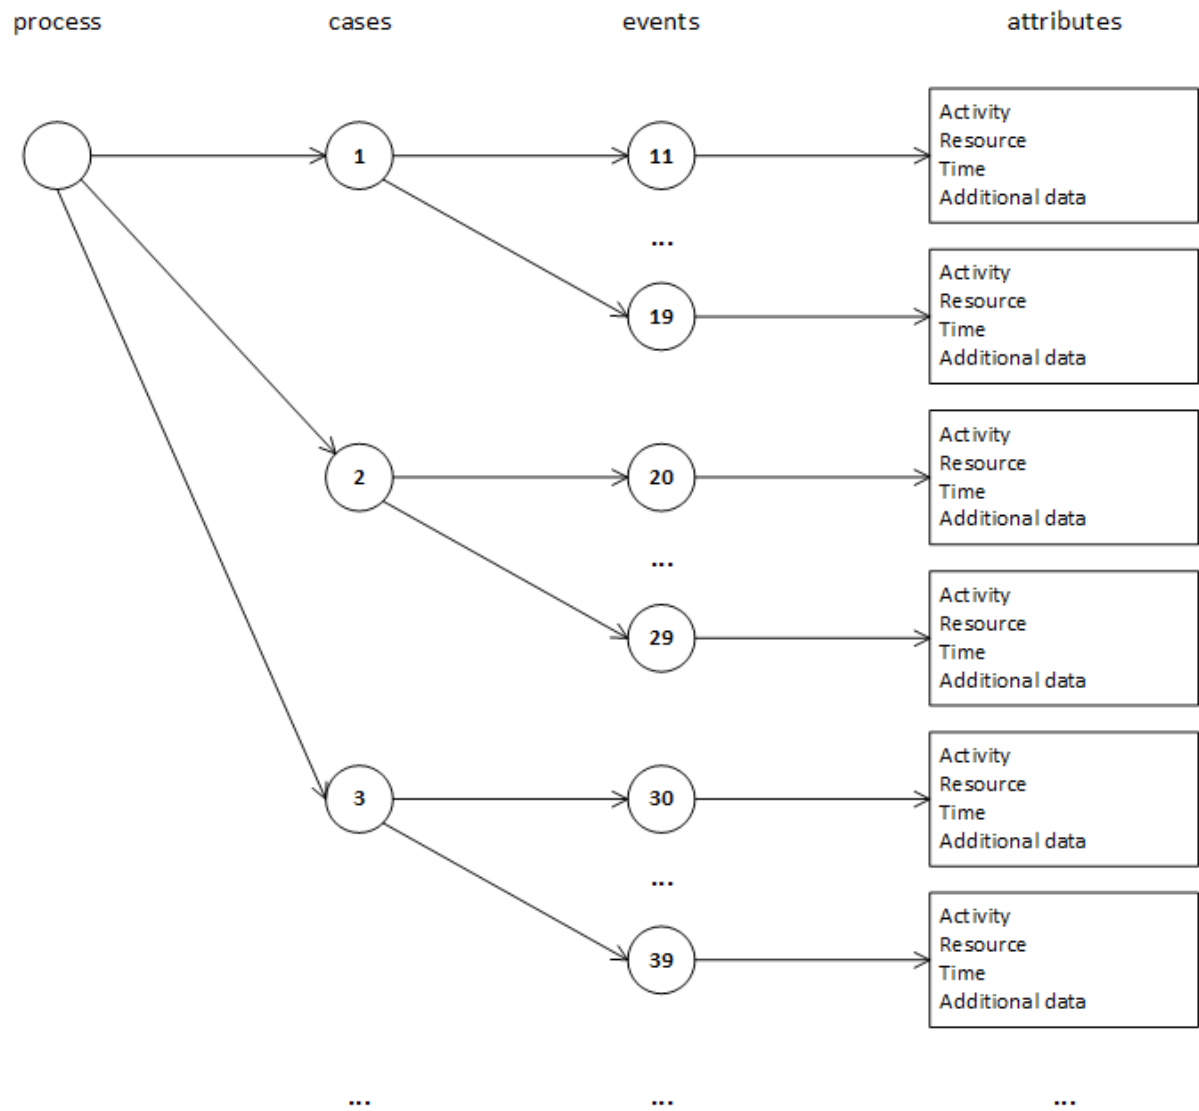 process cases events attributes
1 11
Activity
Resource
Time
Additional data
...
19
Activity
Resource
Time
Additional data
2 20
Activity
Resource
Time
Additional data
...
29
Activity
Resource
Time
Additional data
3 30
Activity
Resource
Time
Additional data
...
39
Activity
Resource
Time
Additional data
... ... ...